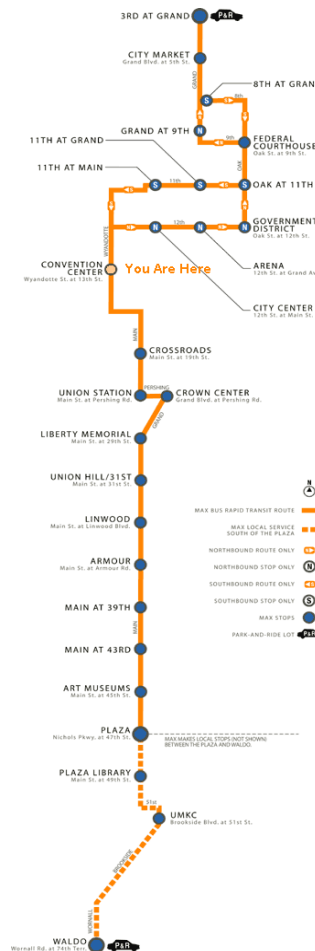 3RD AT GRAND
P&R
CITY MARKET
Grand Blvd. at 5th St.
GRAND
8TH AT GRAN
S
8th
GRAND AT 9TH
N
9th
FEDERAL
COURTHOUSE
Oak St. at 9th St.
11TH AT GRAND
OAK
11TH AT MAIN
11th
S
S
S
OAK AT 11TH
GOVERNMENT
DISTRICT
Oak St. at 12th St.
12th
N
N
N
WYANDOTTE
CONVENTION
CENTER
Wyandotte St. at 13th St.
You Are Here
ARENA
12th St. at Grand Av
CITY CENTER
12th St. at Main St.
MAIN
CROSSROADS
Main St. at 19th St.
UNION STATION
Main St. at Pershing Rd.
PERSHING
CROWN CENTER
Grand Blvd. at Pershing Rd.
GRAND
LIBERTY MEMORIAL
Main St. at 29th St.
UNION HILL/31ST
Main St. at 31st St.
LINWOOD
Main St. at Linwood Blvd.
ARMOUR
Main St. at Armour Rd.
MAIN AT 39TH
MAIN
MAIN AT 43RD
ART MUSEUMS
Main St. at 45th St.
PLAZA
Nichols Pkwy. at 47th St.
MAX MAKES LOCAL STOPS (NOT SHOWN)
BETWEEN THE PLAZA AND WALDO.
PLAZA LIBRARY
Main St. at 49th St.
51st
UMKC
Brookside Blvd. at 51st St.
BROOKSIDE
WORNALL
WALDO
Wornall Rd. at 74th Terr.
P&R
N
MAX BUS RAPID TRANSIT ROUTE
MAX LOCAL SERVICE
SOUTH OF THE PLAZA
NORTHBOUND ROUTE ONLY
NORTHBOUND STOP ONLY
N
SOUTHBOUND ROUTE ONLY
SOUTHBOUND STOP ONLY
S
MAX STOPS
PARK-AND-RIDE LOT
P&R